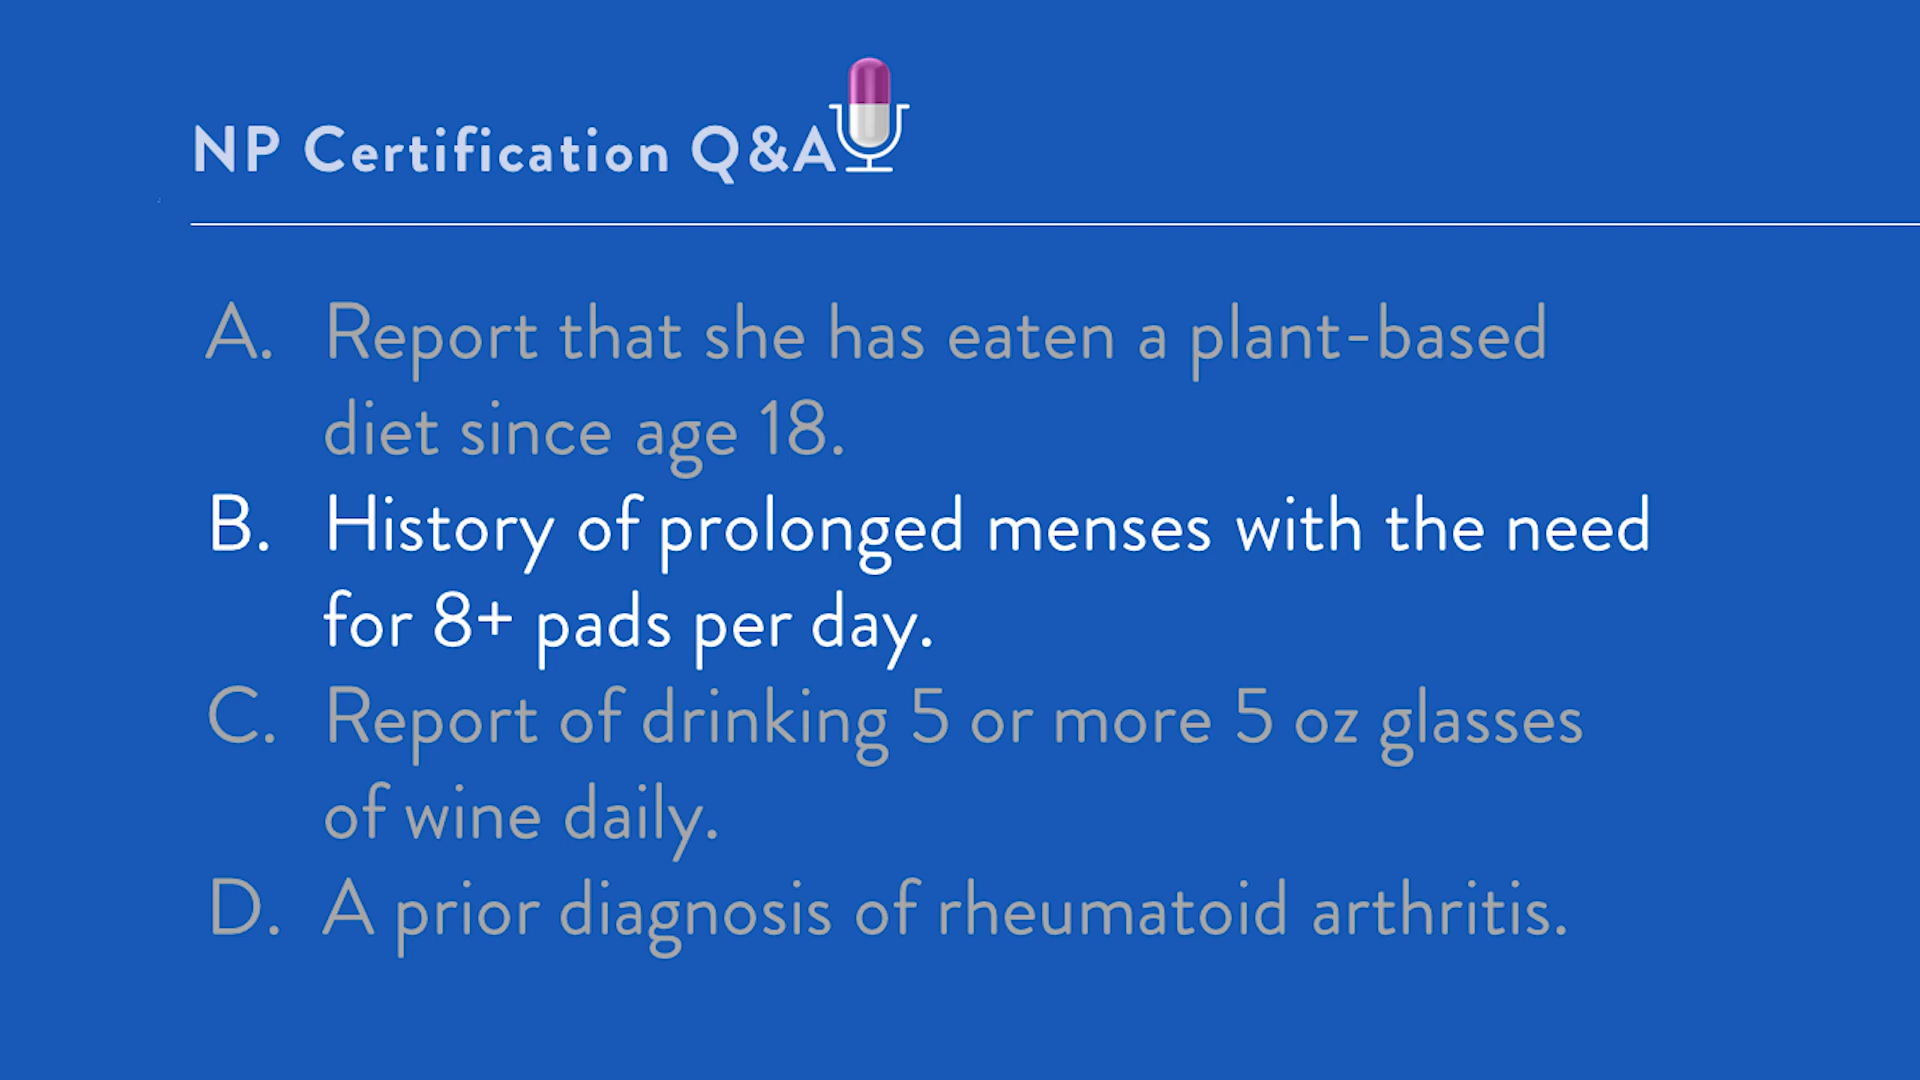 NP Certification Q&A
A. Report that she has eaten a plant-based
diet since age 18.
B. History of prolonged menses with the need
for 8+ pads per day.
C. Report of drinking 5 or more 5 oz glasses
of wine daily.
D. A prior diagnosis of rheumatoid arthritis.